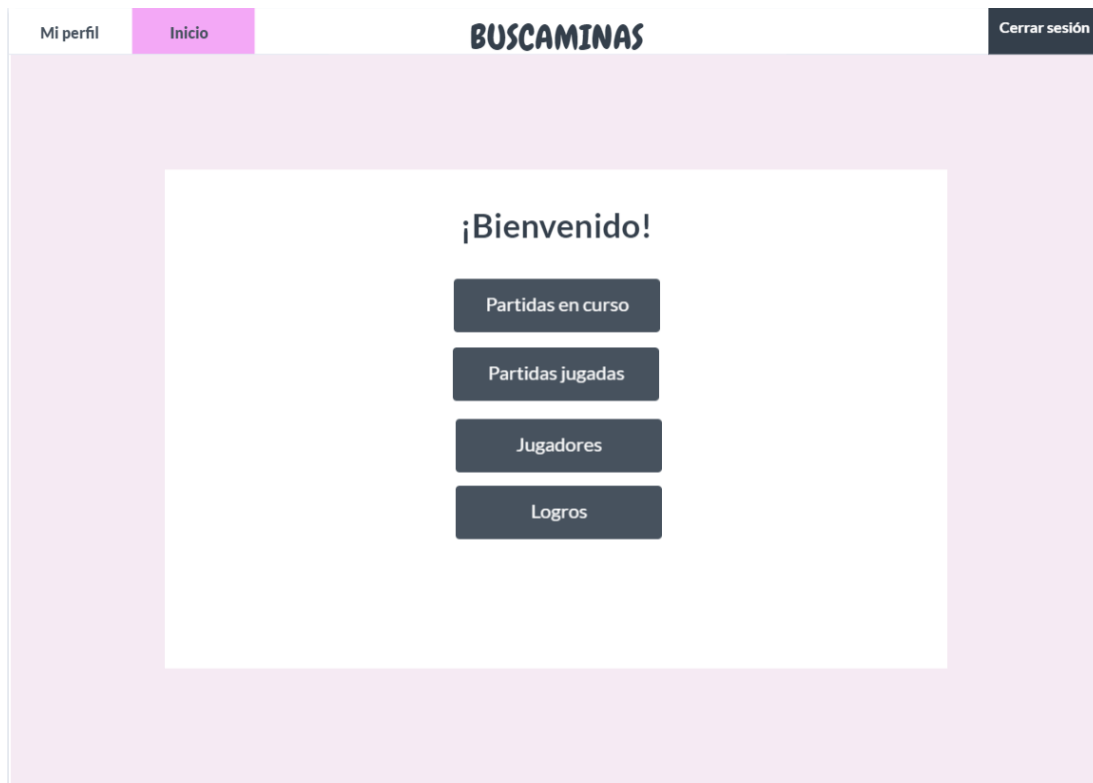 Mi perfil
Inicio
BUSCAMINAS
Cerrar sesión
¡Bienvenido!
Partidas en curso
Partidas jugadas
Jugadores
Logros